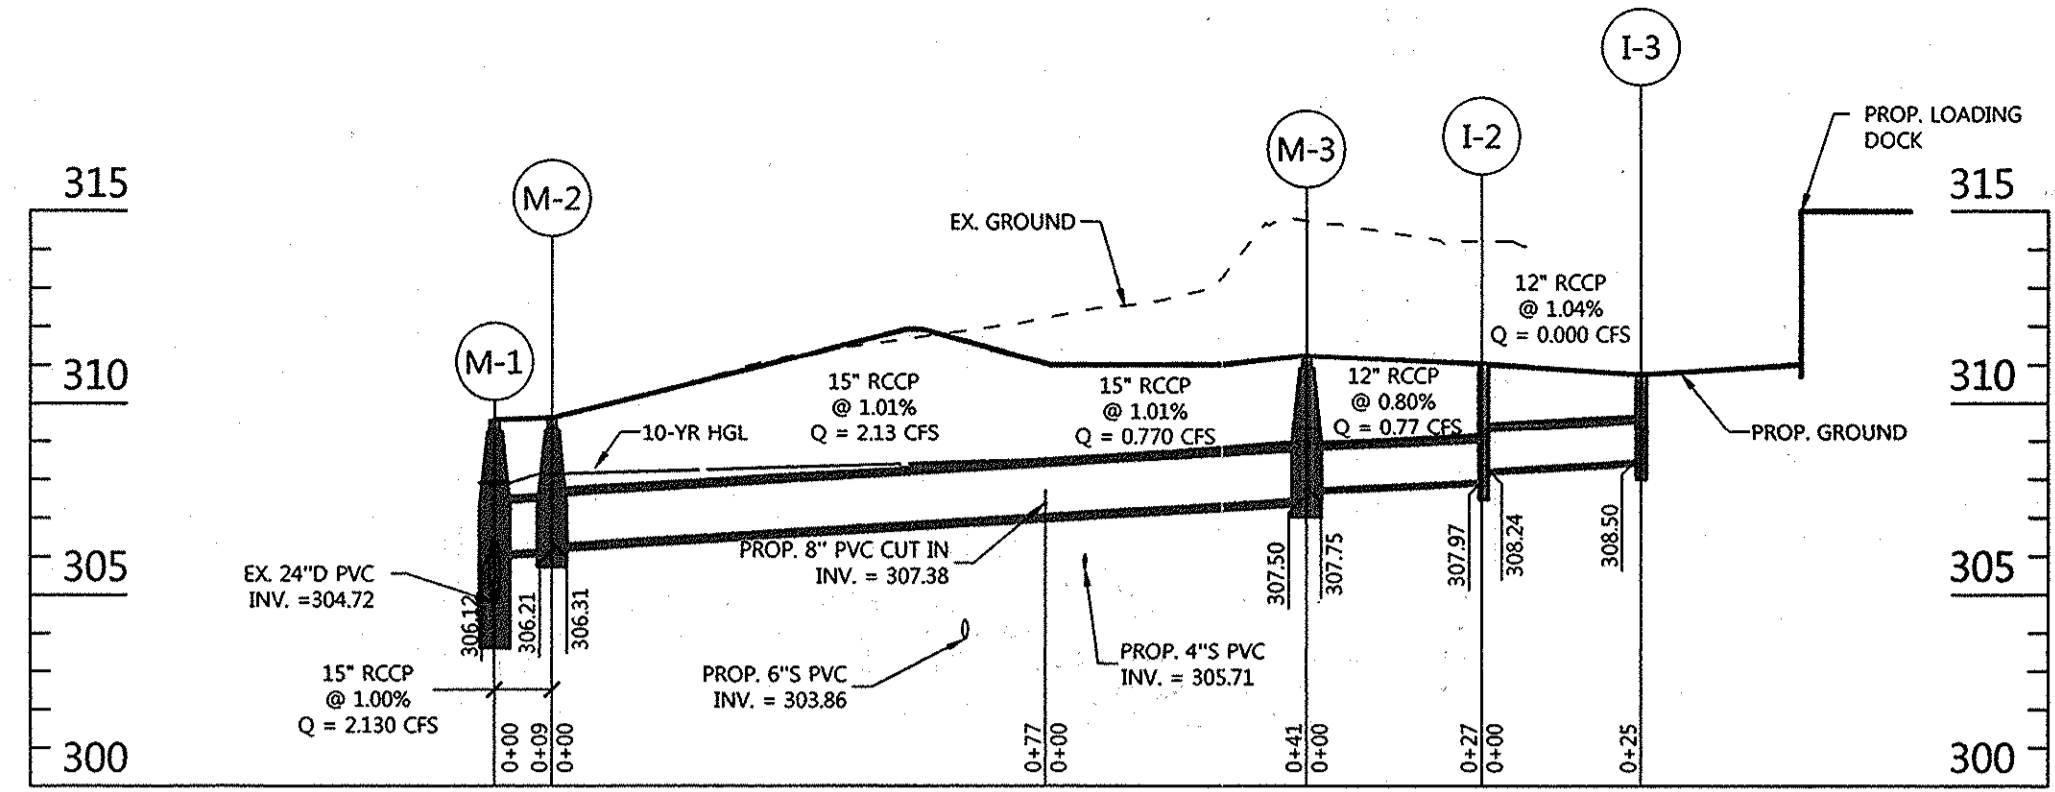 I-3
M-3
I-2
PROP. LOADING
DOCK
M-2
315
315
EX. GROUND
12" RCCP
@ 1.04%
Q = 0.000 CFS
M-1
310
310
15" RCCP
@ 1.01%
Q = 2.13 CFS
15" RCCP
@ 1.01%
Q = 0.770 CFS
12" RCCP
@ 0.80%
Q = 0.77 CFS
10-YR HGL
PROP. GROUND
PROP. 8" PVC CUT IN
INV. = 307.38
EX. 24"D PVC
INV. =304.72
305
305
306.12
306.21
306.31
307.50
307.75
307.97
308.24
308.50
PROP. 6"S PVC
INV. = 303.86
PROP. 4"S PVC
INV. = 305.71
15" RCCP
@ 1.00%
Q = 2.130 CFS
300
300
0+00
0+09
0+00
0+77
0+00
0+41
0+00
0+27
0+00
0+25